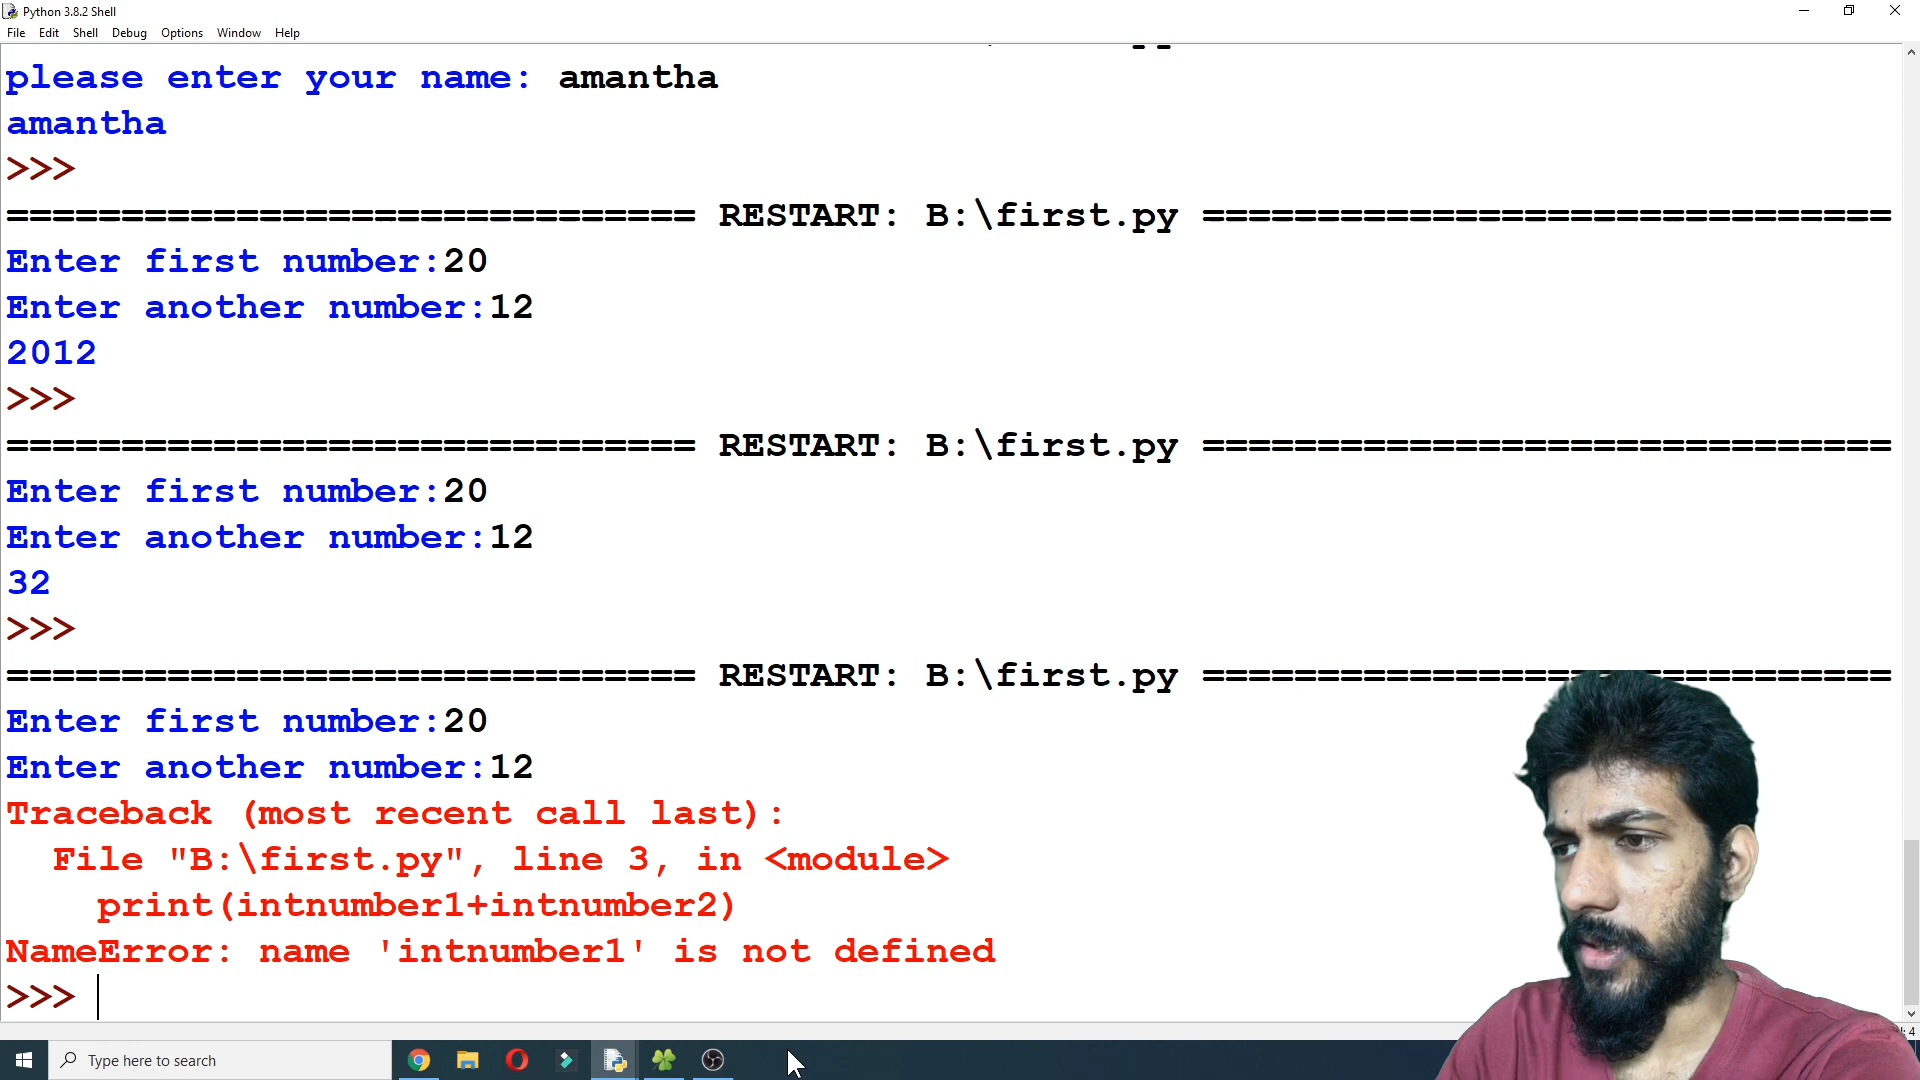 Python 3.8.2 Shell
File Edit Shell Debug Options Window Help
please enter your name: amantha
amantha
>>>
============================== RESTART: B:\first.py ==============================
Enter first number:20
Enter another number:12
2012
>>>
============================== RESTART: B:\first.py ==============================
Enter first number:20
Enter another number:12
32
>>>
============================== RESTART: B:\first.py ==============================
Enter first number:20
Enter another number:12
Traceback (most recent call last):
  File "B:\first.py", line 3, in <module>
    print(intnumber1+intnumber2)
NameError: name 'intnumber1' is not defined
>>>
Type here to search